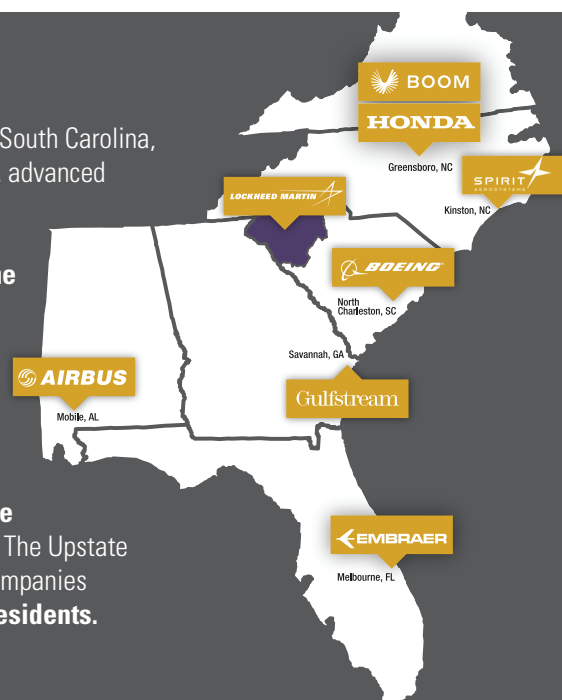 South Carolina,
advanced
BOOM
HONDA
Greensboro, NC
SPIRIT
AEROSYSTEMS
Kinston, NC
LOCKHEED MARTIN
BOEING
North
Charleston, SC
Savannah, GA
Gulfstream
AIRBUS
Mobile, AL
The Upstate
mpanies
esidents.
EMBRAER
Melbourne, FL